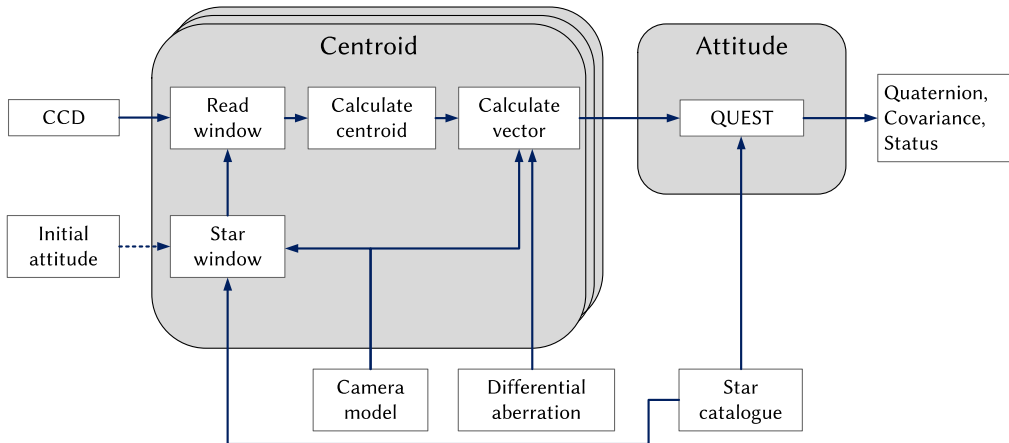 Centroid
Attitude
CCD
Read
window
Calculate
centroid
Calculate
vector
QUEST
Quaternion,
Covariance,
Status
Initial
attitude
Star
window
Camera
model
Differential
aberration
Star
catalogue